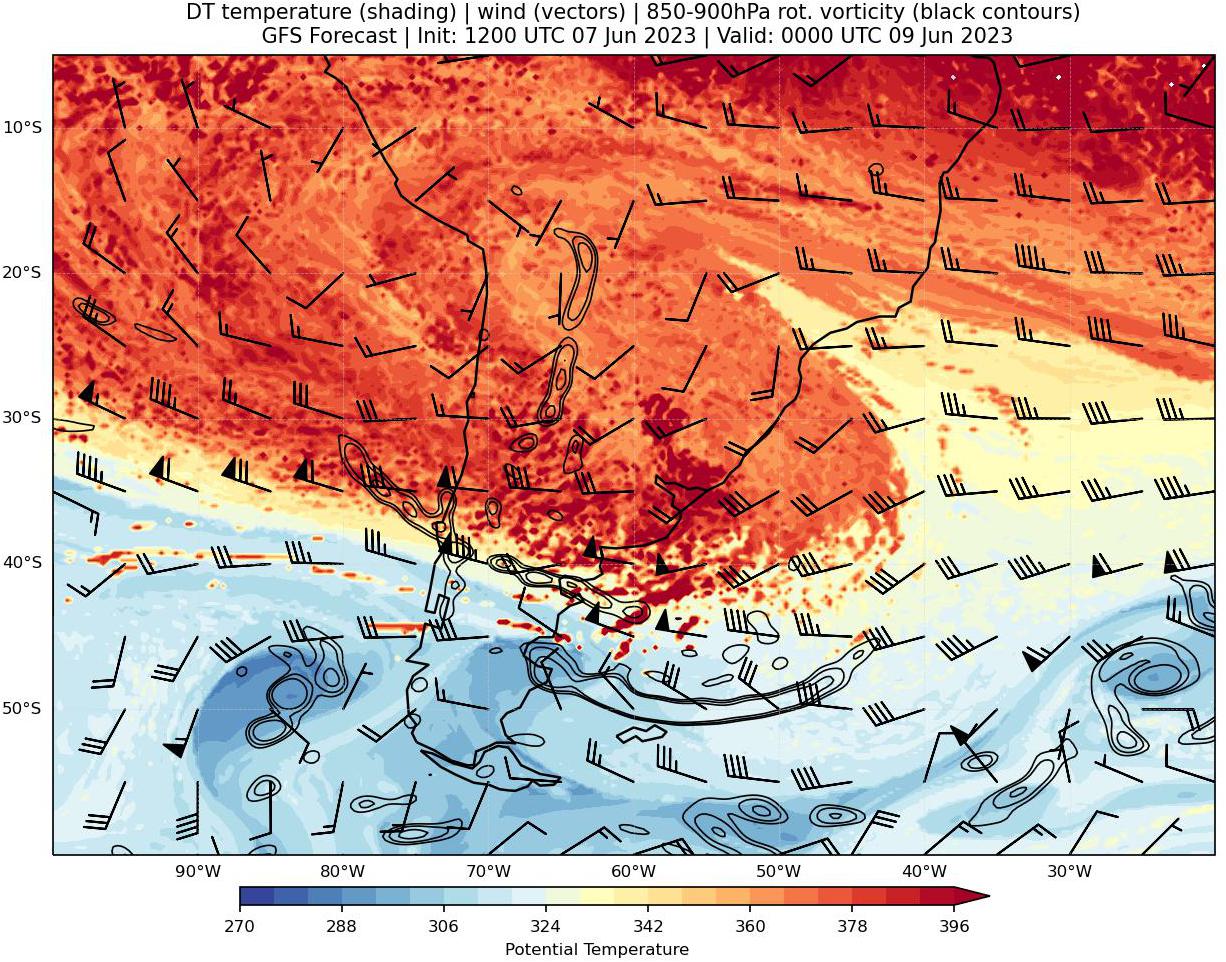 DT temperature (shading) | wind (vectors) | 850-900hPa rot. vorticity (black contours)
GFS Forecast | Init: 1200 UTC 07 Jun 2023 | Valid: 0000 UTC 09 Jun 2023
10°S
20°S
30°S
40°S
50°S
90°W 80°W 70°W 60°W 50°W 40°W 30°W
270 288 306 324 342 360 378 396
Potential Temperature